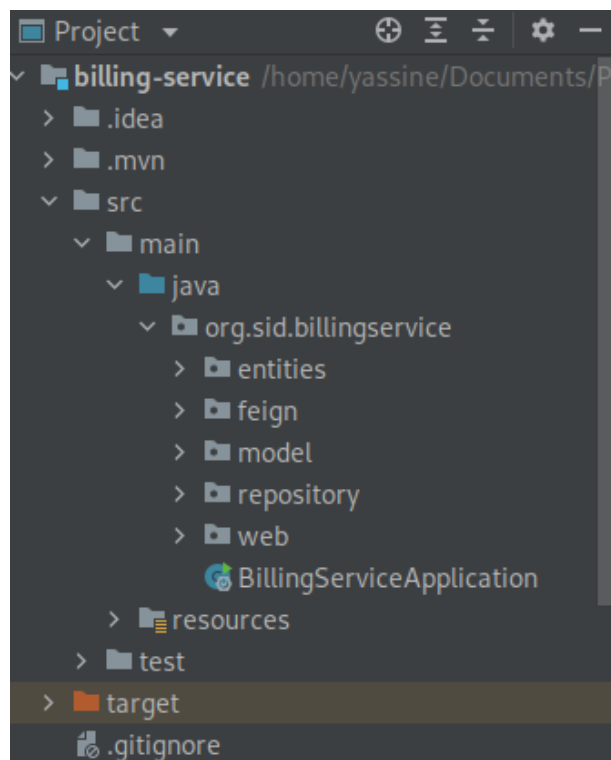 Project
billing-service /home/yassine/Documents/P
.idea
.mvn
src
main
java
org.sid.billingservice
entities
feign
model
repository
web
BillingServiceApplication
resources
test
target
.gitignore